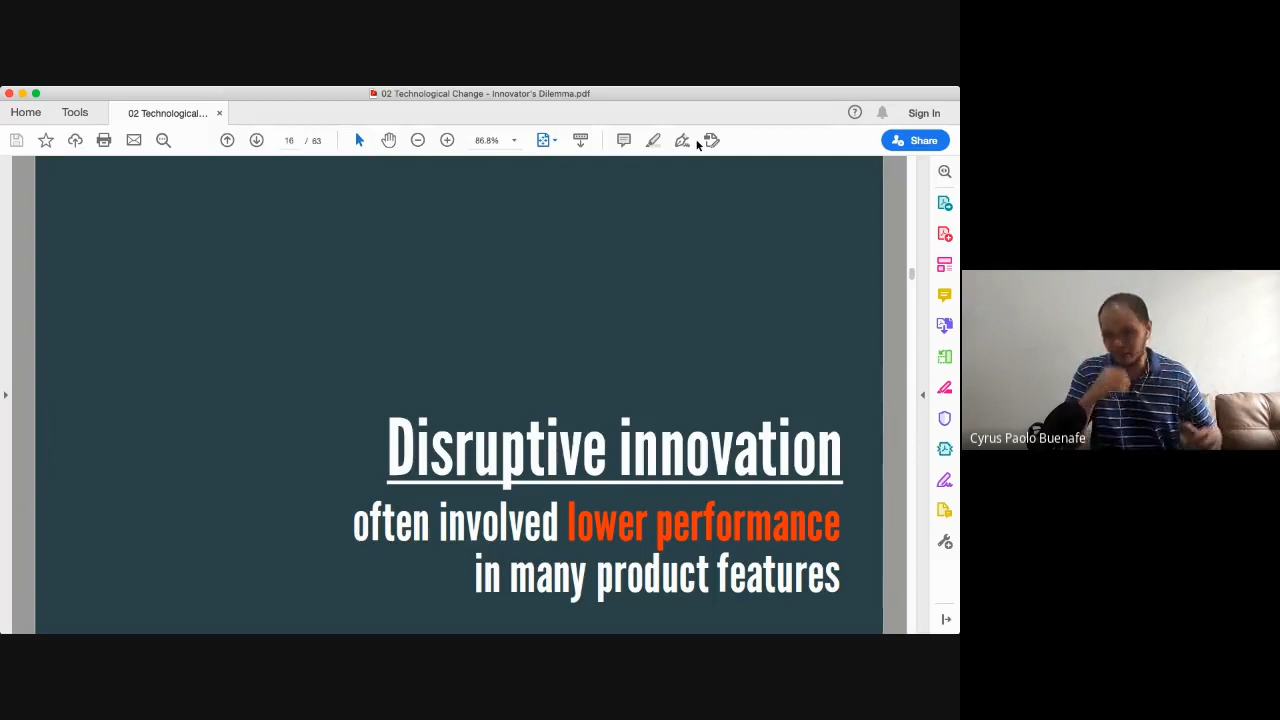 02 Technological Change - Innovator's Dilemma.pdf
Home Tools 02 Technological... × Sign In
16 / 63 86.8% Share
Disruptive innovation
often involved lower performance
in many product features
Cyrus Paolo Buenafe